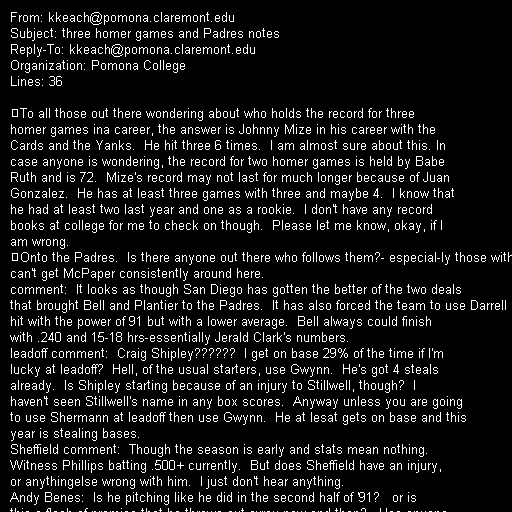 From: kkeach@pomona.claremont.edu
Subject: three homer games and Padres notes
Reply-To: kkeach@pomona.claremont.edu
Organization: Pomona College
Lines: 36

To all those out there wondering about who holds the record for three
homer games ina career, the answer is Johnny Mize in his career with the
Cards and the Yanks.  He hit three 6 times.  I am almost sure about this. In
case anyone is wondering, the record for two homer games is held by Babe
Ruth and is 72.  Mize's record may not last for much longer because of Juan
Gonzalez.  He has at least three games with three and maybe 4.  I know that
he had at least two last year and one as a rookie.  I don't have any record
books at college for me to check on though.  Please let me know, okay, if I
am wrong.
Onto the Padres.  Is there anyone out there who follows them?- especial-ly those with
can't get McPaper consistently around here.
comment:  It looks as though San Diego has gotten the better of the two deals
that brought Bell and Plantier to the Padres.  It has also forced the team to use Darrell
hit with the power of 91 but with a lower average.  Bell always could finish
with .240 and 15-18 hrs-essentially Jerald Clark's numbers.
leadoff comment:  Craig Shipley??????  I get on base 29% of the time if I'm
lucky at leadoff?  Hell, of the usual starters, use Gwynn.  He's got 4 steals
already.  Is Shipley starting because of an injury to Stillwell, though?  I
haven't seen Stillwell's name in any box scores.  Anyway unless you are going
to use Shermann at leadoff then use Gwynn.  He at lesat gets on base and this
year is stealing bases.
Sheffield comment:  Though the season is early and stats mean nothing.
Witness Phillips batting .500+ currently.  But does Sheffield have an injury,
or anythingelse wrong with him.  I just don't hear anything.
Andy Benes:  Is he pitching like he did in the second half of '91?   or is